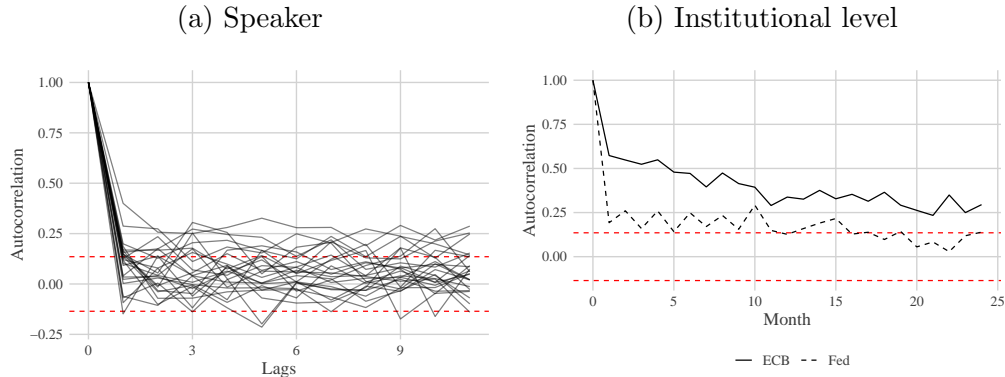 (a) Speaker
1.00
0.75
0.50
0.25
0.00
−0.25
Autocorrelation
0 3 6 9
Lags
(b) Institutional level
1.00
0.75
0.50
0.25
0.00
Autocorrelation
0 5 10 15 20 25
Month
ECB Fed